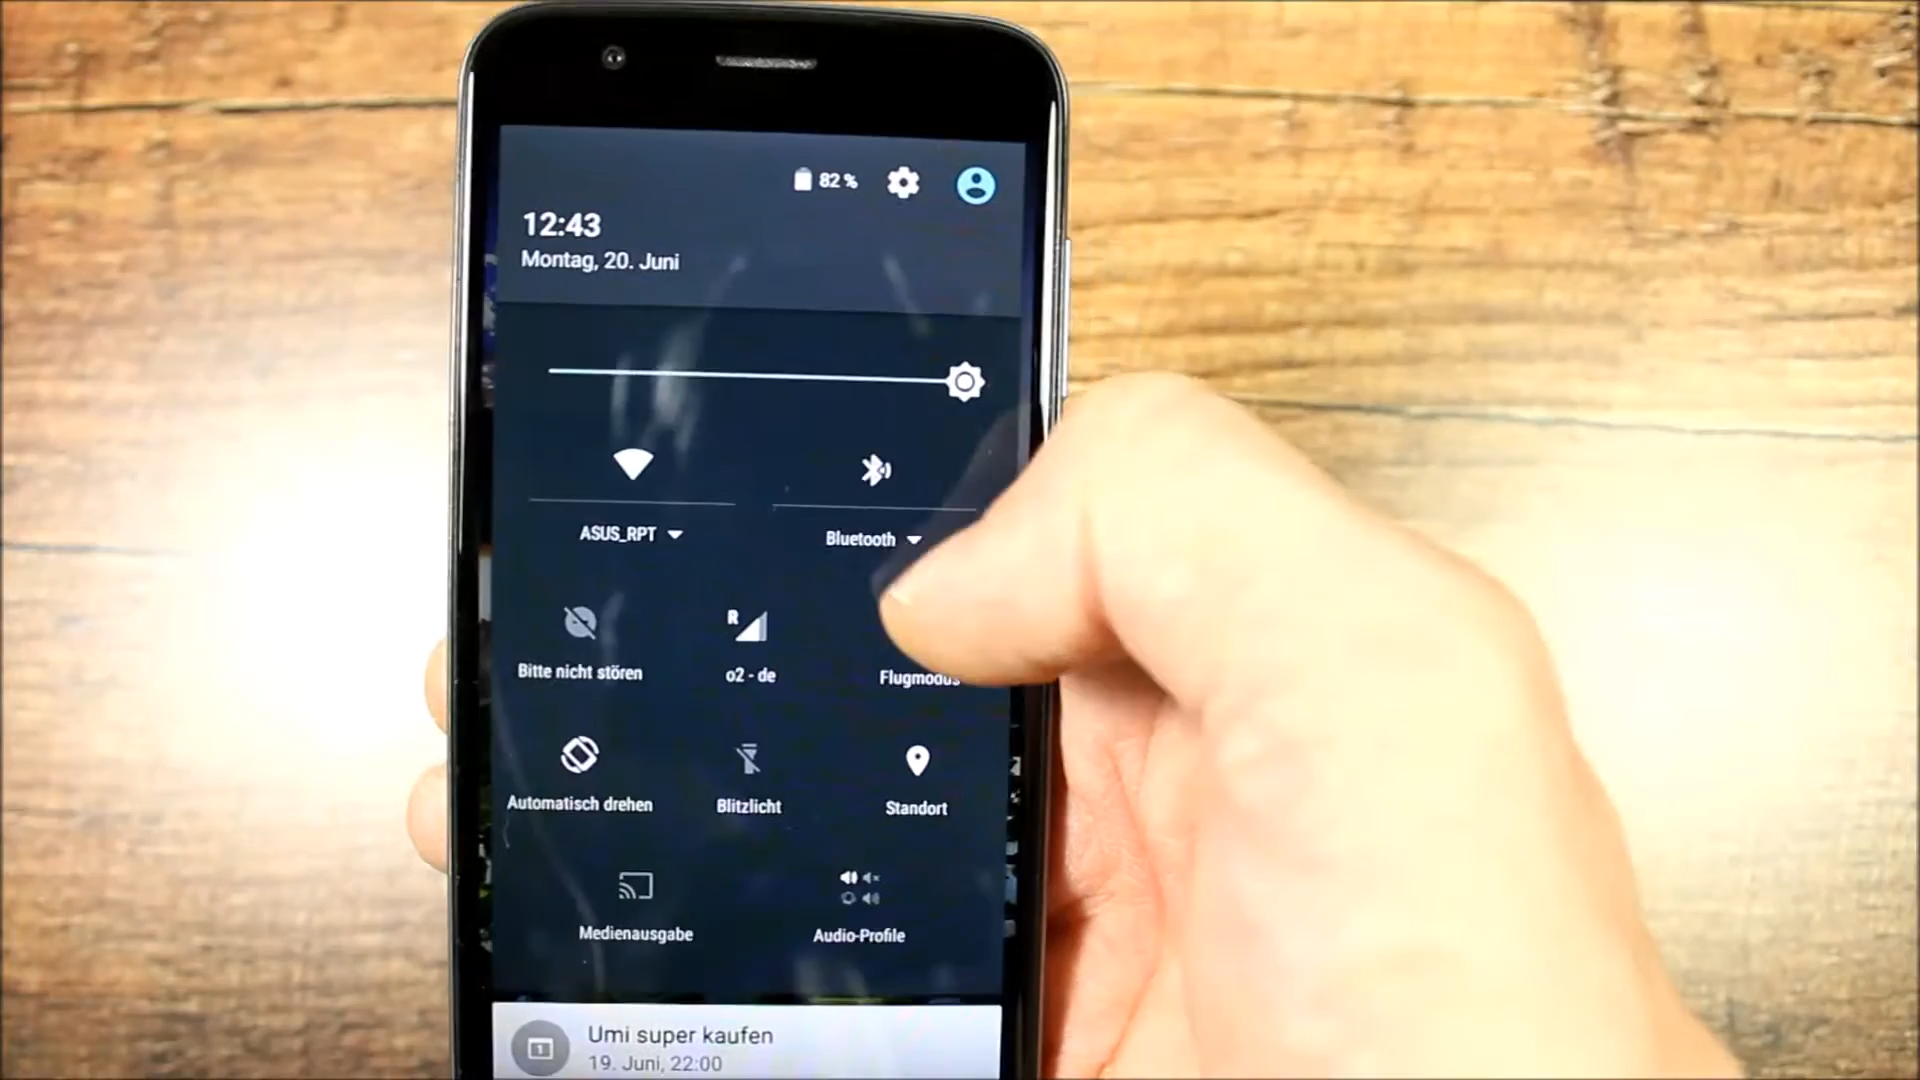 82 %
12:43
Montag, 20. Juni
ASUS_RPT
Bluetooth
R
Bitte nicht stören
o2 - de
Flugmodus
Automatisch drehen
Blitzlicht
Standort
Medienausgabe
Audio-Profile
1
Umi super kaufen
19. Juni, 22:00